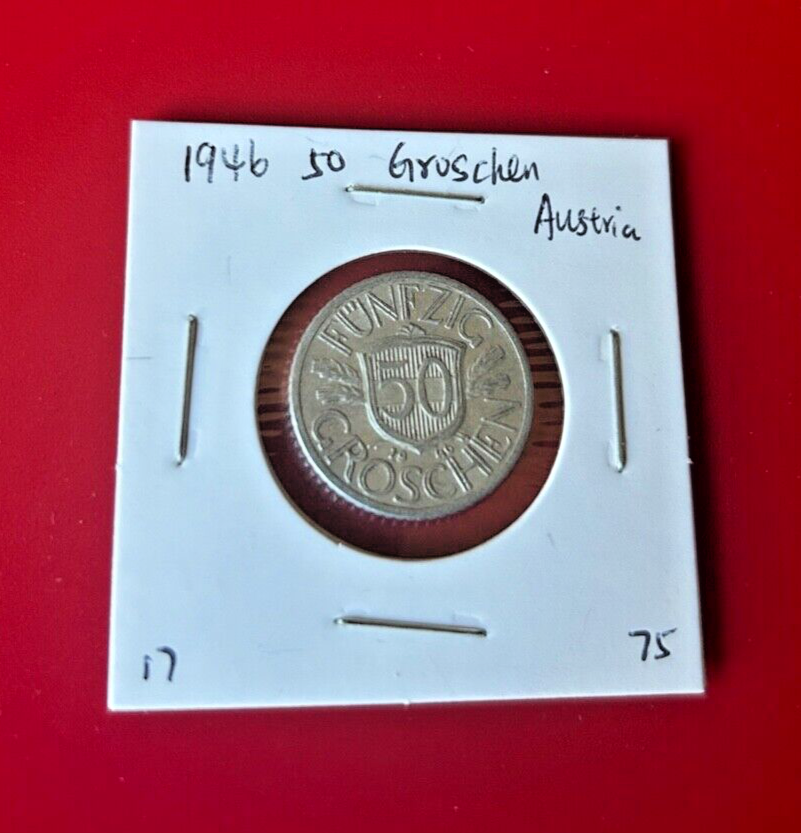 1946 50 Groschen
Austria
FÜNFZIG
50
GROSCHEN
17
75